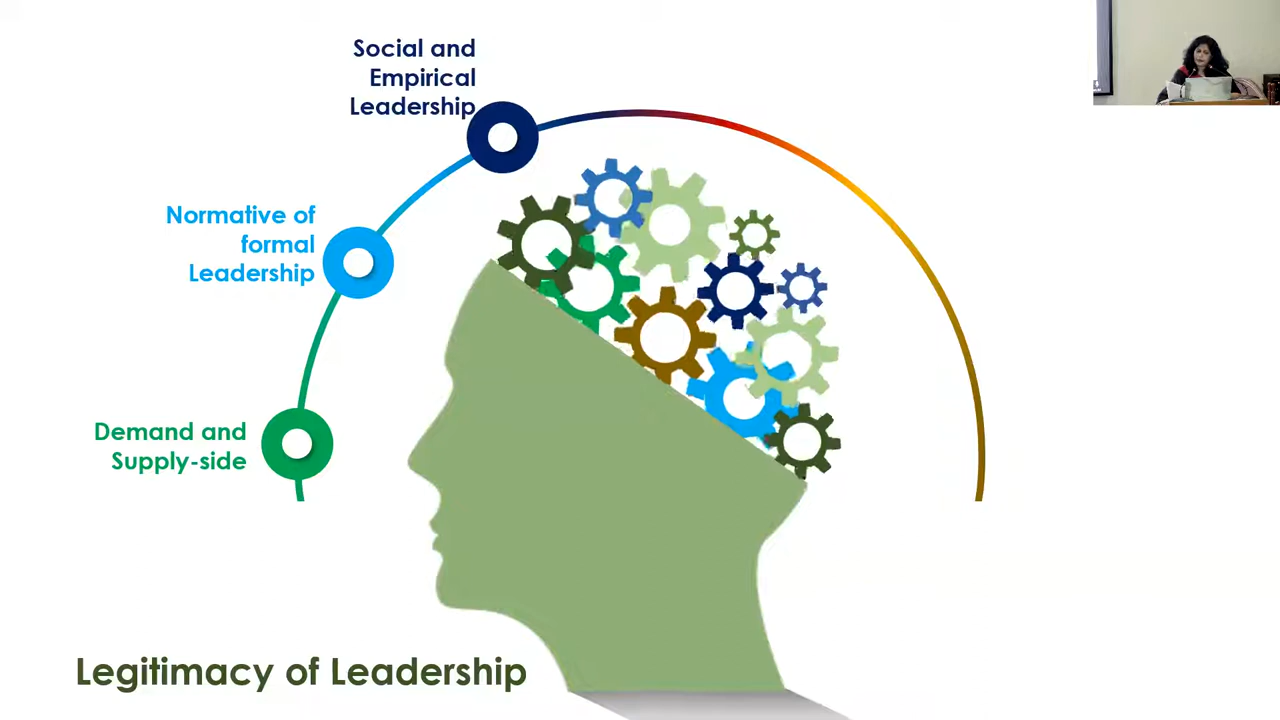 Social and
Empirical
Leadership
Normative of
formal
Leadership
Demand and
Supply-side
Legitimacy of Leadership